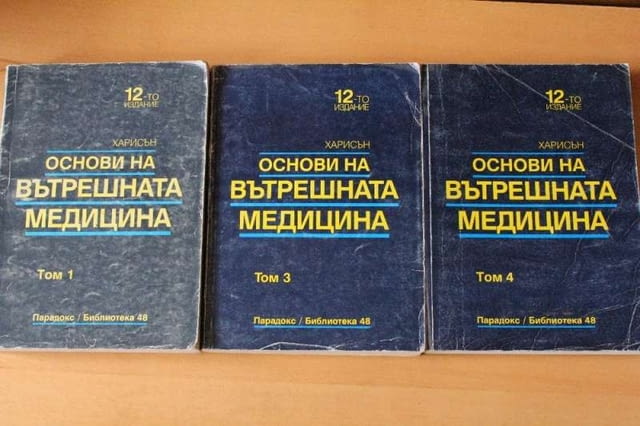 12-ТО
ИЗДАНИЕ
ХАРИСЪН
ОСНОВИ НА
ВЪТРЕШНАТА
МЕДИЦИНА
Том 1
Парадокс / Библиотека 48
12-ТО
ИЗДАНИЕ
ХАРИСЪН
ОСНОВИ НА
ВЪТРЕШНАТА
МЕДИЦИНА
Том 3
Парадокс / Библиотека 48
12-ТО
ИЗДАНИЕ
ХАРИСЪН
ОСНОВИ НА
ВЪТРЕШНАТА
МЕДИЦИНА
Том 4
Парадокс / Библиотека 48